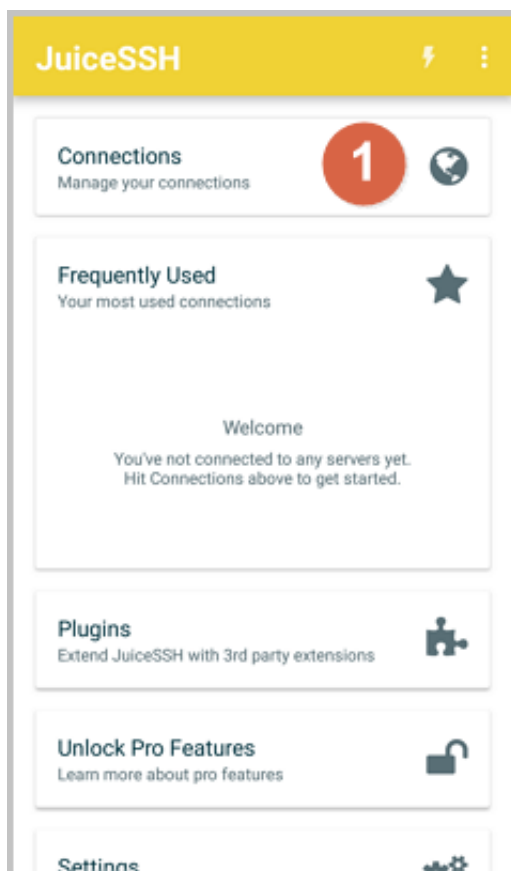 JuiceSSH
Connections
Manage your connections
1
Frequently Used
Your most used connections
Welcome
You've not connected to any servers yet.
Hit Connections above to get started.
Plugins
Extend JuiceSSH with 3rd party extensions
Unlock Pro Features
Learn more about pro features
Settings